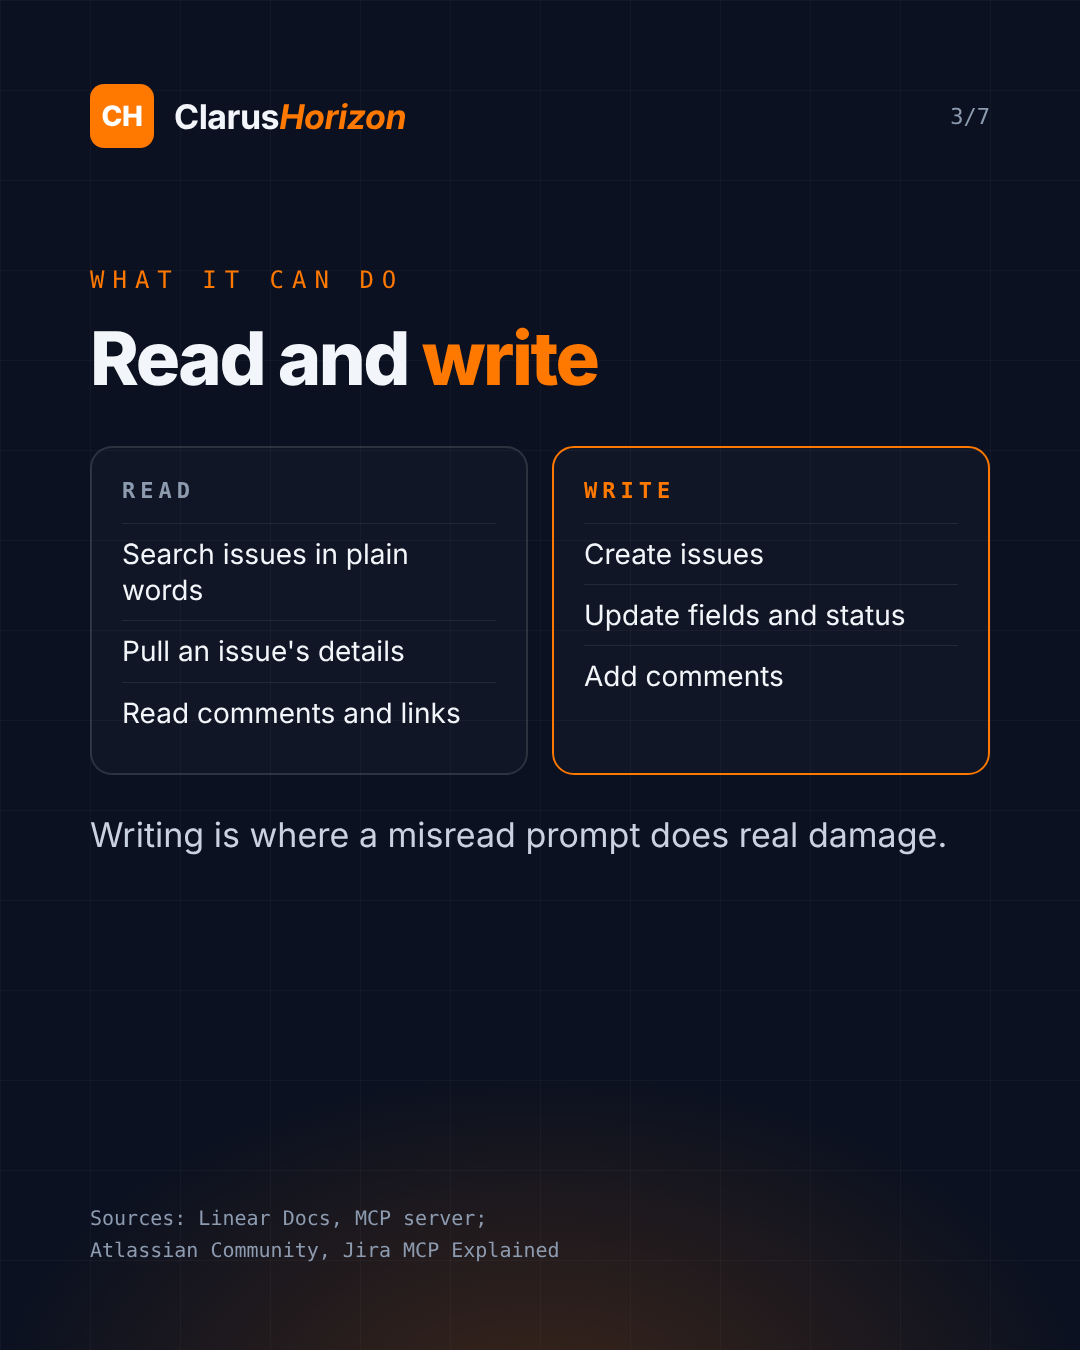 CH ClarusHorizon
3/7
WHAT IT CAN DO
Read and write
READ
Search issues in plain
words
Pull an issue's details
Read comments and links
WRITE
Create issues
Update fields and status
Add comments
Writing is where a misread prompt does real damage.
Sources: Linear Docs, MCP server;
Atlassian Community, Jira MCP Explained